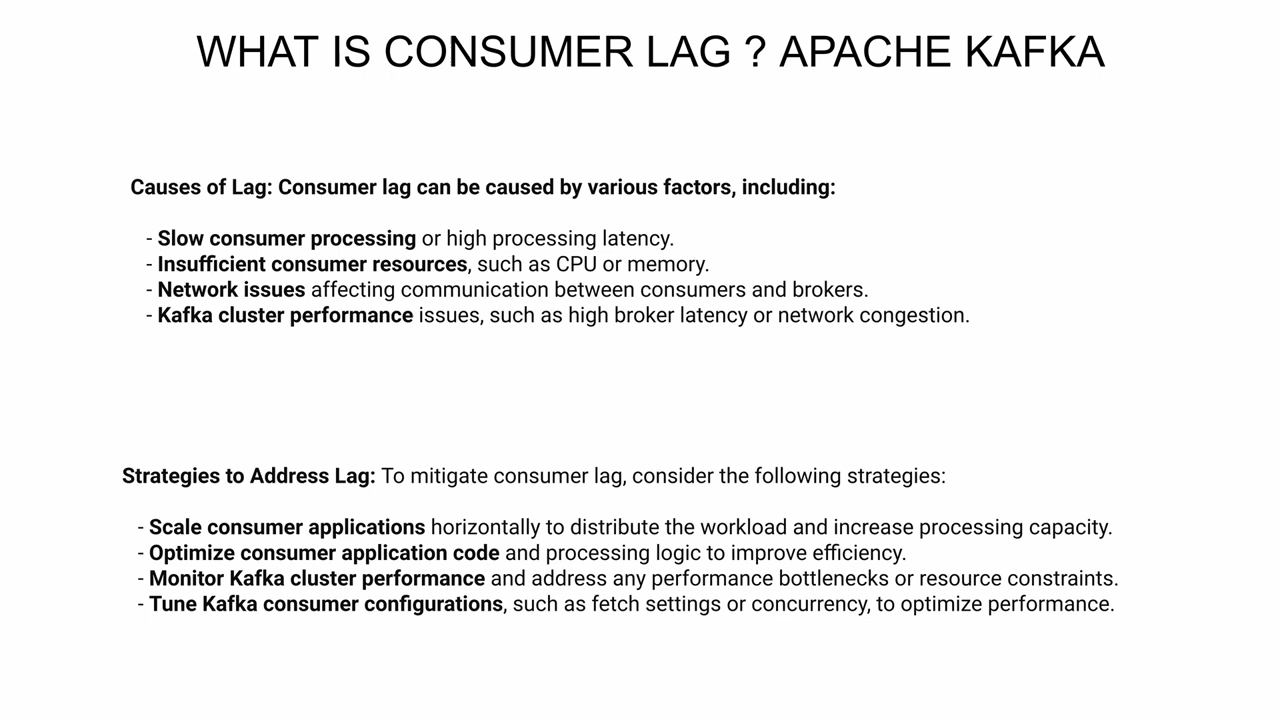 WHAT IS CONSUMER LAG ? APACHE KAFKA
Causes of Lag: Consumer lag can be caused by various factors, including:
- Slow consumer processing or high processing latency.
- Insufficient consumer resources, such as CPU or memory.
- Network issues affecting communication between consumers and brokers.
- Kafka cluster performance issues, such as high broker latency or network congestion.
Strategies to Address Lag: To mitigate consumer lag, consider the following strategies:
- Scale consumer applications horizontally to distribute the workload and increase processing capacity.
- Optimize consumer application code and processing logic to improve efficiency.
- Monitor Kafka cluster performance and address any performance bottlenecks or resource constraints.
- Tune Kafka consumer configurations, such as fetch settings or concurrency, to optimize performance.